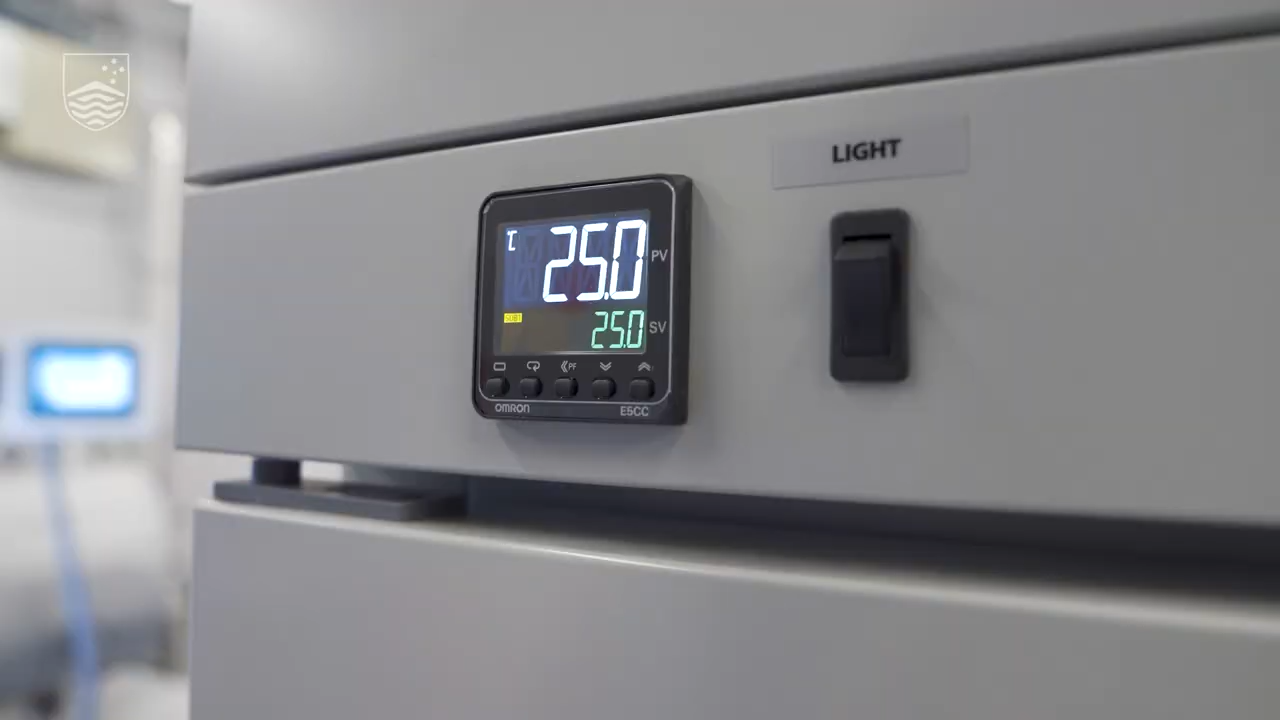 LIGHT
℃ 25.0 PV
SUB1 25.0 SV
PF
OMRON E5CC